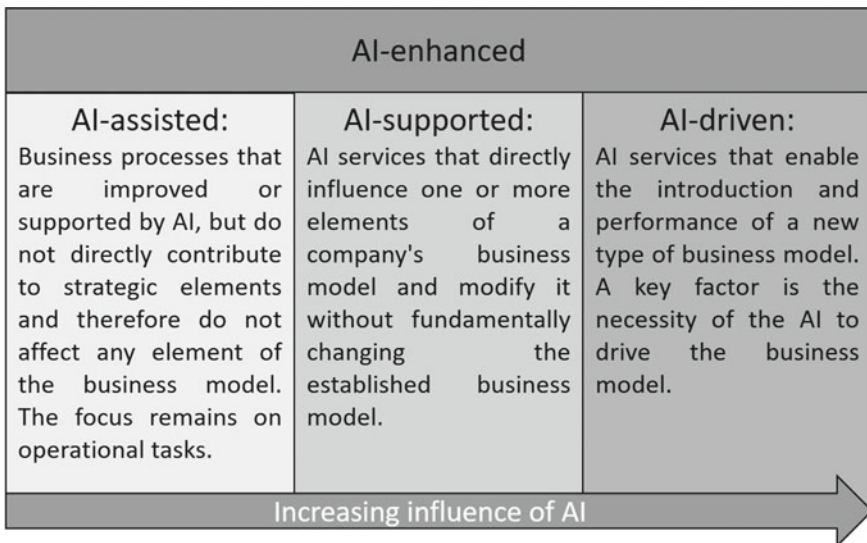 AI-enhanced
AI-assisted:
Business processes that
are improved or
supported by AI, but do
not directly contribute
to strategic elements
and therefore do not
affect any element of
the business model.
The focus remains on
operational tasks.
AI-supported:
AI services that directly
influence one or more
elements of a
company's business
model and modify it
without fundamentally
changing the
established business
model.
AI-driven:
AI services that enable
the introduction and
performance of a new
type of business model.
A key factor is the
necessity of the AI to
drive the business
model.
Increasing influence of AI